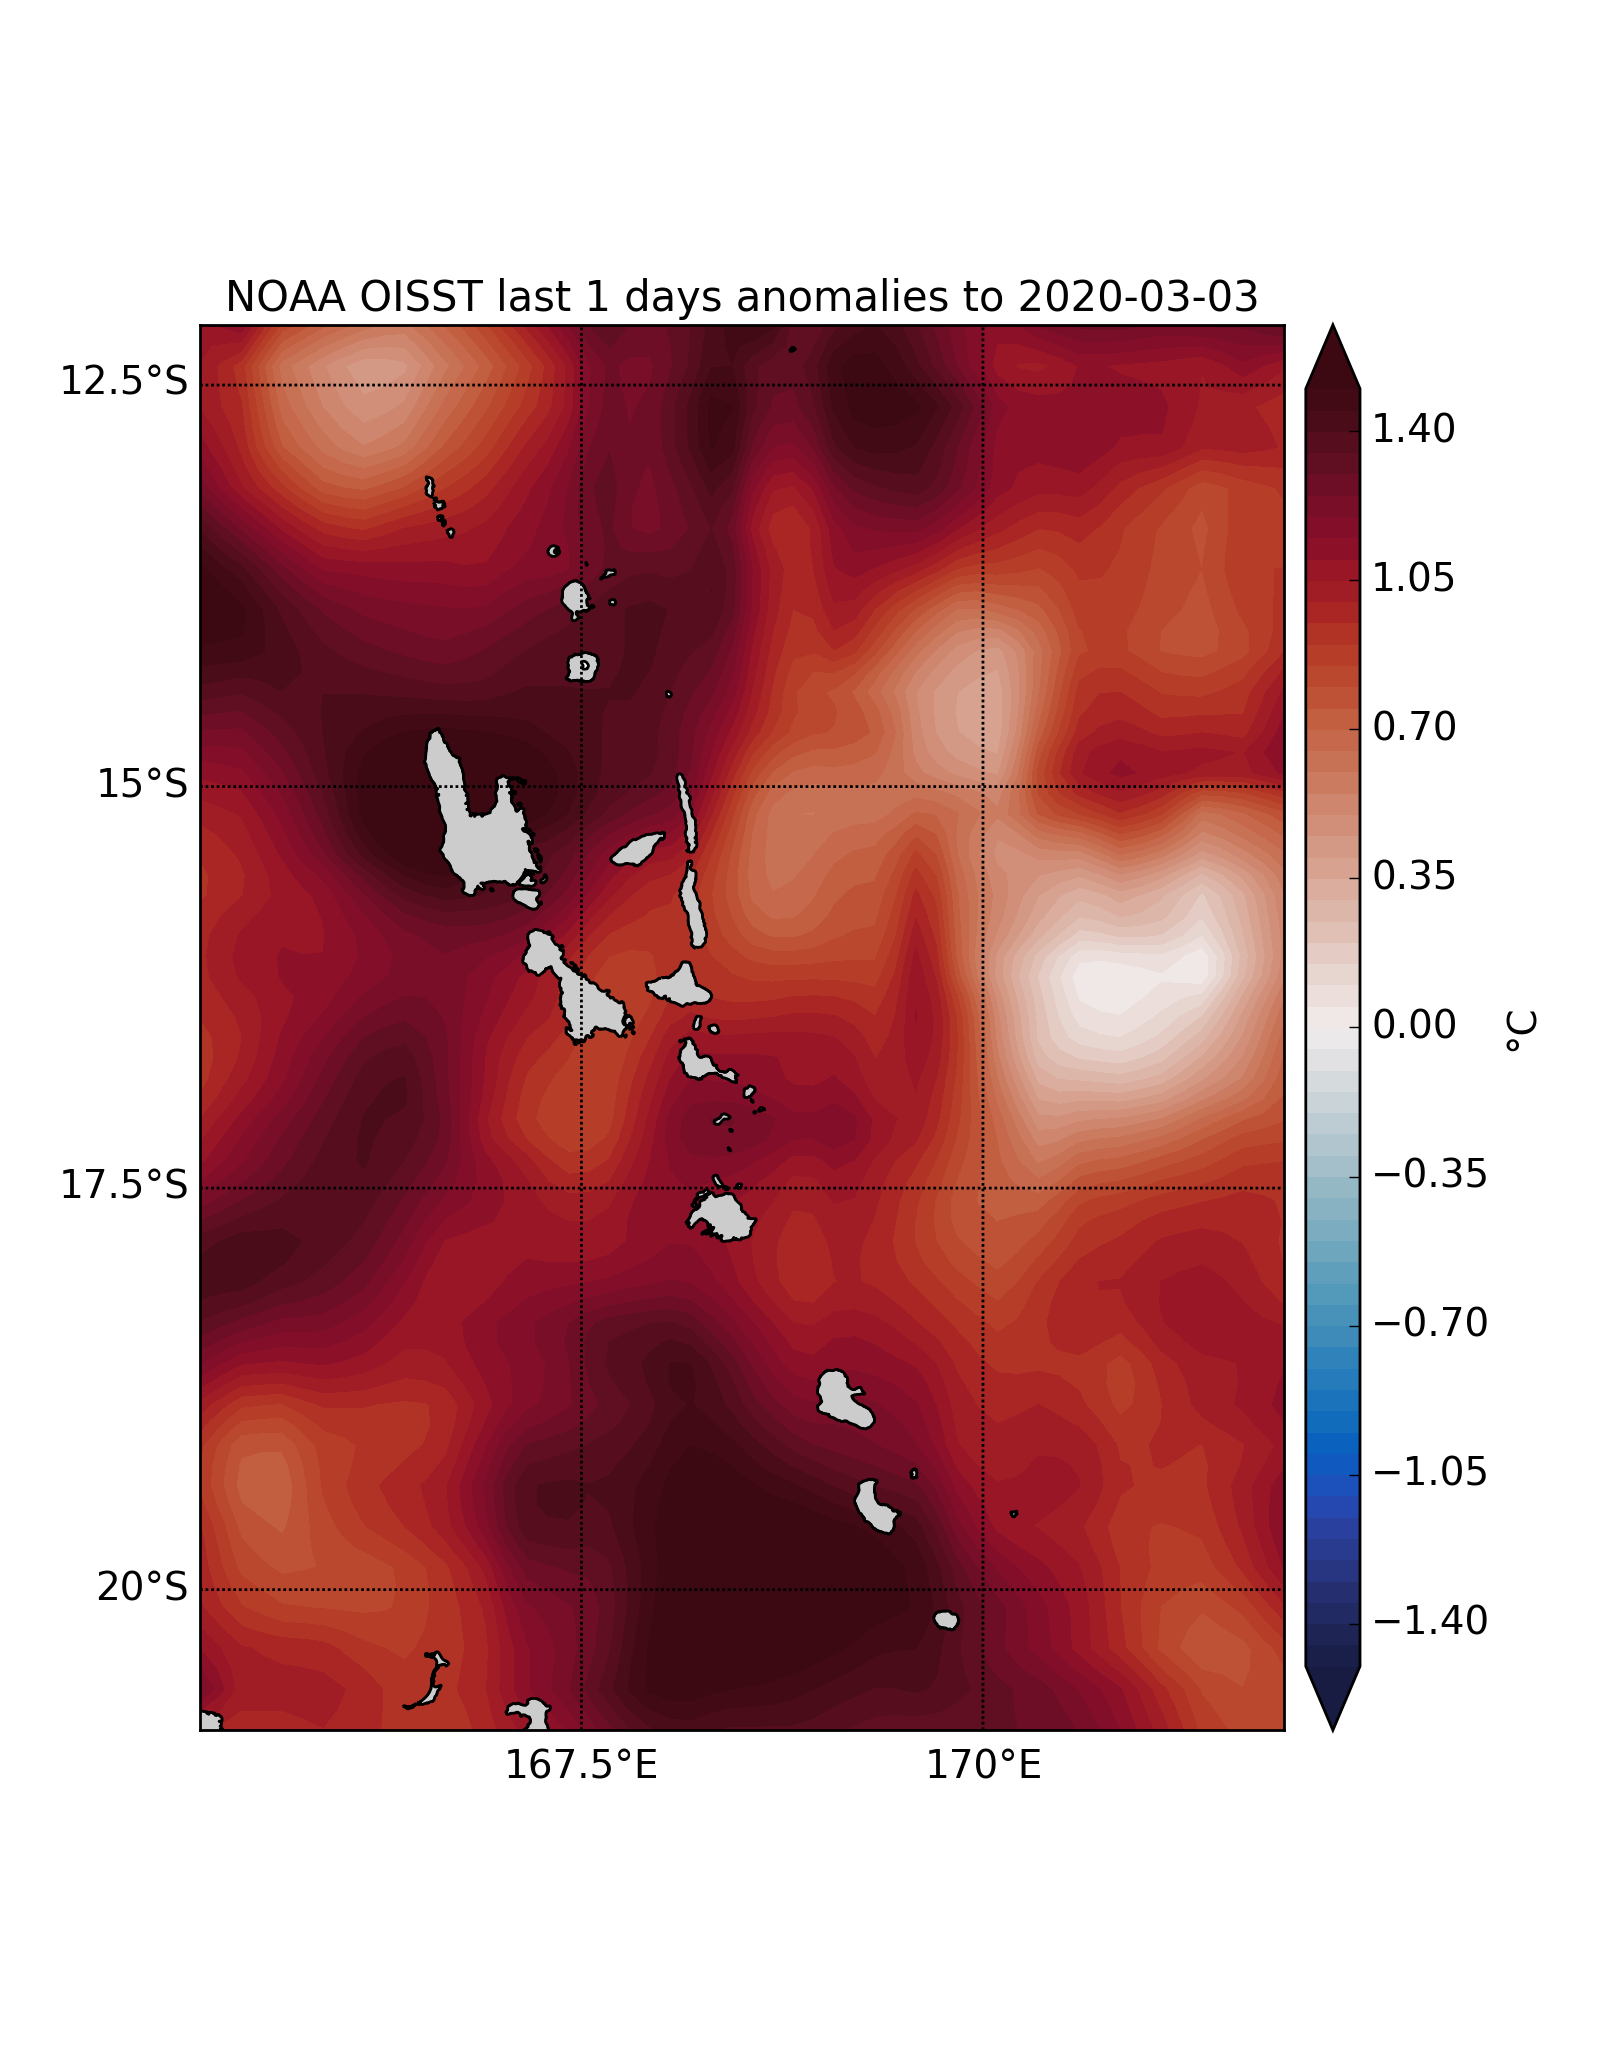 NOAA OISST last 1 days anomalies to 2020-03-03
12.5°S
15°S
17.5°S
20°S
167.5°E
170°E
1.40
1.05
0.70
0.35
0.00
−0.35
−0.70
−1.05
−1.40
°C